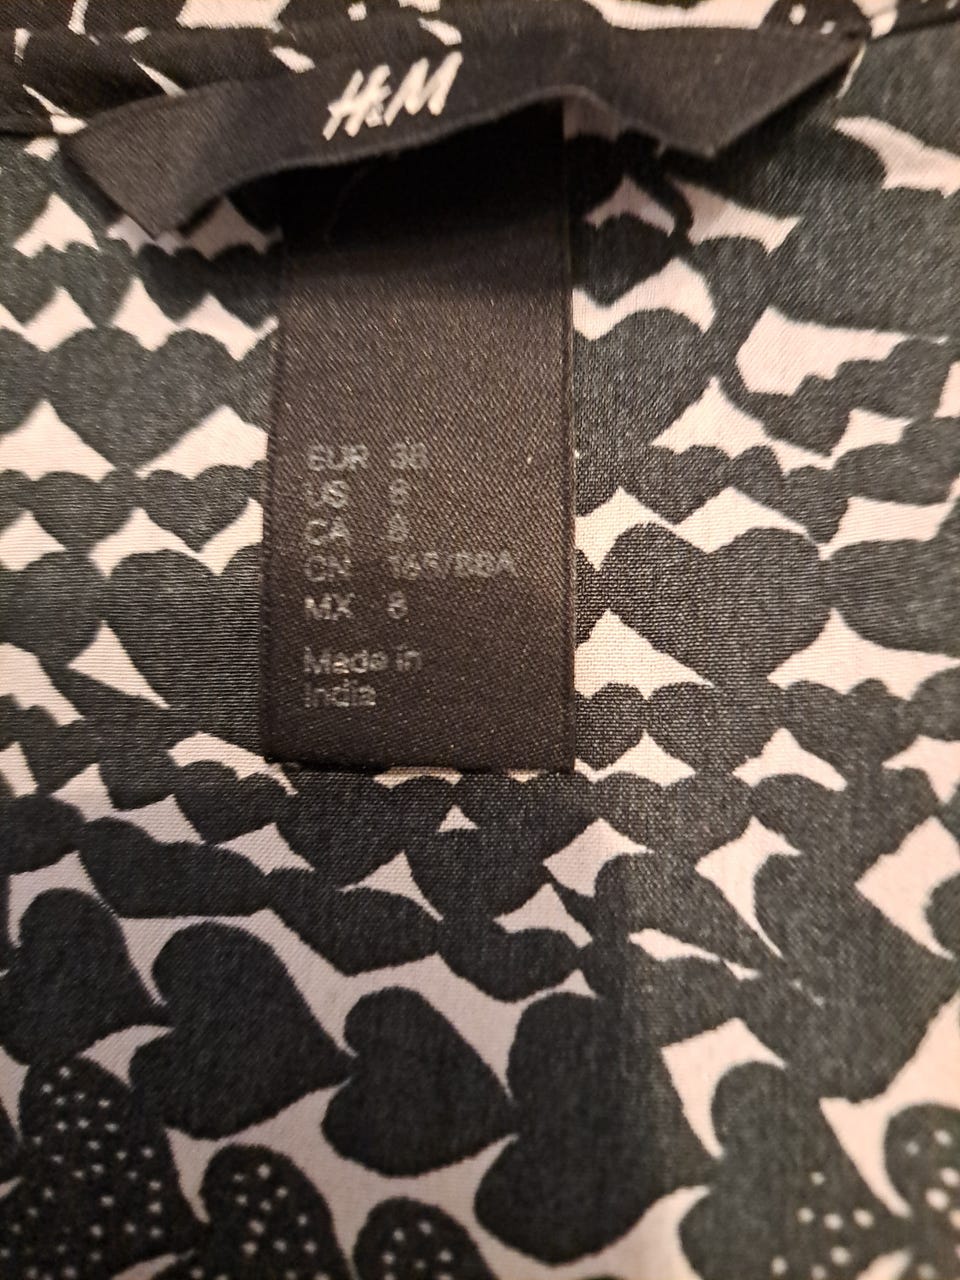 H&M
EUR 38
US 8
CA 8
CN 165/88A
MX 8
Made in
India